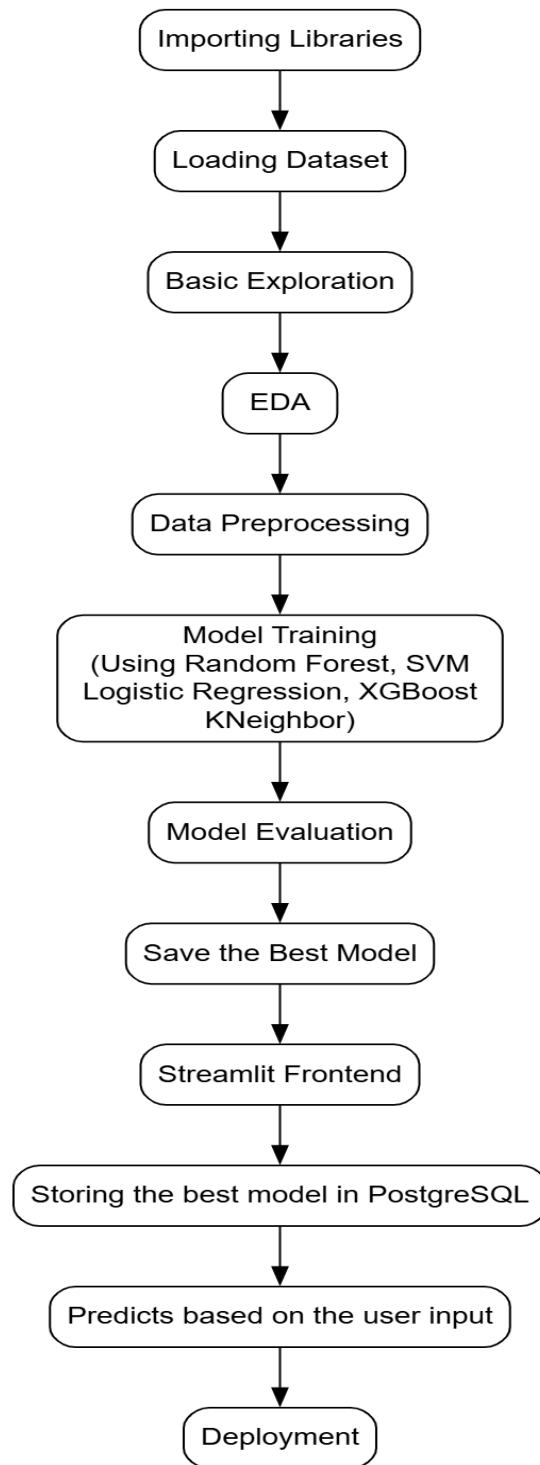 Importing Libraries
Loading Dataset
Basic Exploration
EDA
Data Preprocessing
Model Training
(Using Random Forest, SVM
Logistic Regression, XGBoost
KNeighbor)
Model Evaluation
Save the Best Model
Streamlit Frontend
Storing the best model in PostgreSQL
Predicts based on the user input
Deployment